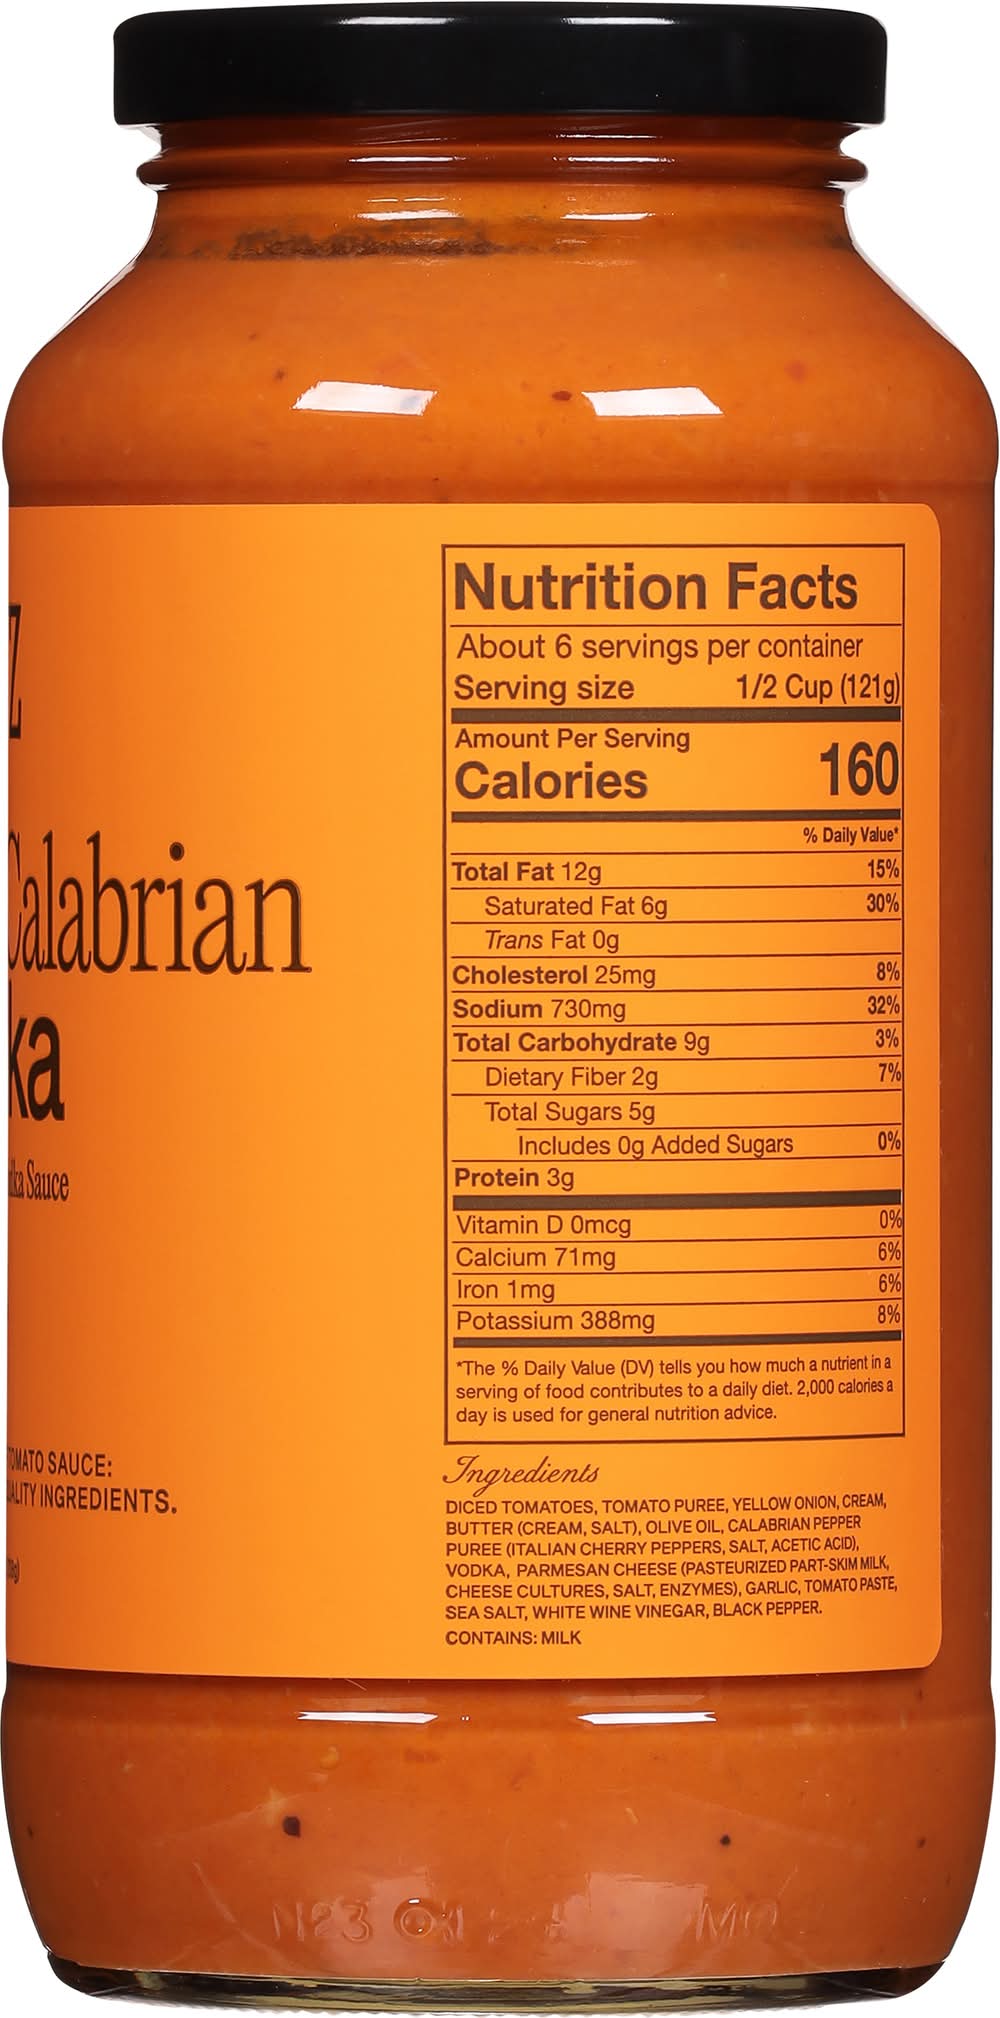 Calabrian
ka
Sauce
TOMATO SAUCE:
INGREDIENTS.
Nutrition Facts
About 6 servings per container
Serving size 1/2 Cup (121g)
Amount Per Serving
Calories 160
% Daily Value*
Total Fat 12g 15%
Saturated Fat 6g 30%
Trans Fat 0g
Cholesterol 25mg 8%
Sodium 730mg 32%
Total Carbohydrate 9g 3%
Dietary Fiber 2g 7%
Total Sugars 5g
Includes 0g Added Sugars 0%
Protein 3g
Vitamin D 0mcg 0%
Calcium 71mg 6%
Iron 1mg 6%
Potassium 388mg 8%
*The % Daily Value (DV) tells you how much a nutrient in a
serving of food contributes to a daily diet. 2,000 calories a
day is used for general nutrition advice.
Ingredients
DICED TOMATOES, TOMATO PUREE, YELLOW ONION, CREAM,
BUTTER (CREAM, SALT), OLIVE OIL, CALABRIAN PEPPER
PUREE (ITALIAN CHERRY PEPPERS, SALT, ACETIC ACID),
VODKA, PARMESAN CHEESE (PASTEURIZED PART-SKIM MILK,
CHEESE CULTURES, SALT, ENZYMES), GARLIC, TOMATO PASTE,
SEA SALT, WHITE WINE VINEGAR, BLACK PEPPER.
CONTAINS: MILK